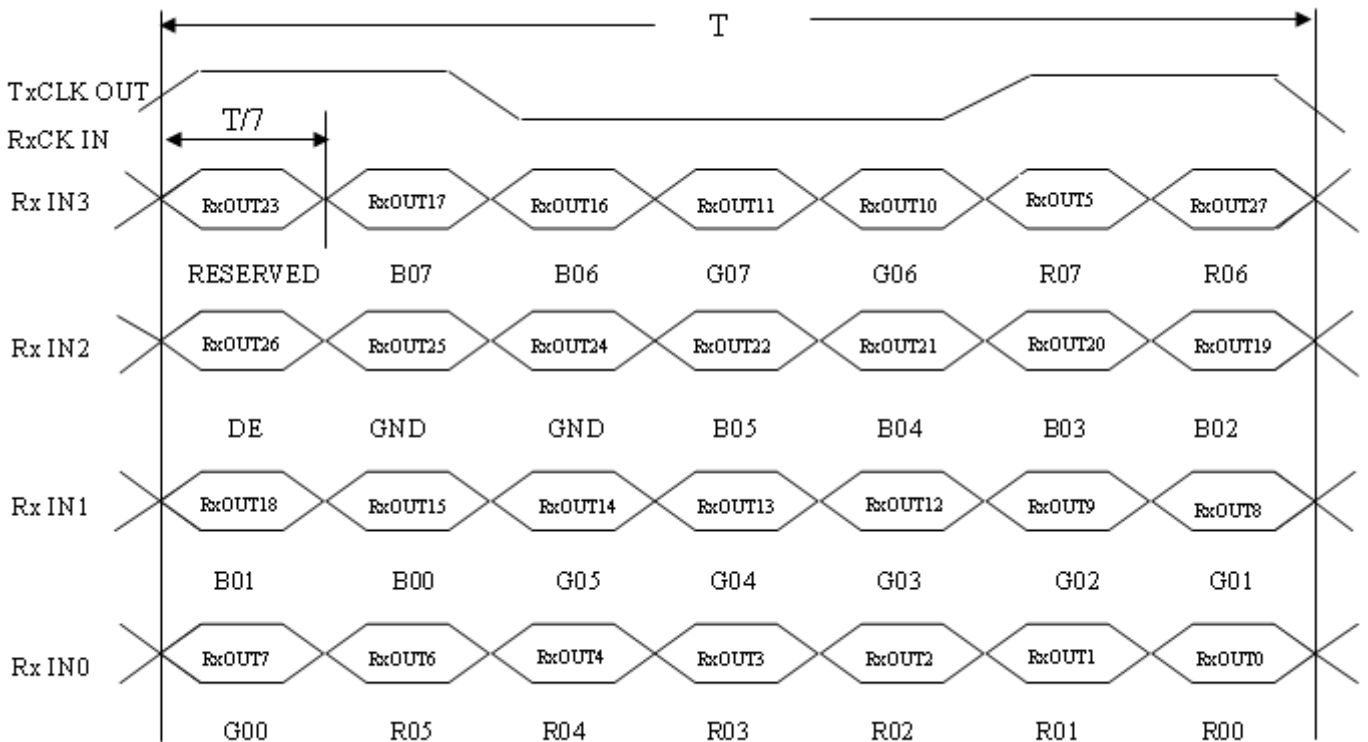 T
TxCLK OUT
T/7
RxCK IN
Rx IN3 RxOUT23 RxOUT17 RxOUT16 RxOUT11 RxOUT10 RxOUT5 RxOUT27
RESERVED B07 B06 G07 G06 R07 R06
Rx IN2 RxOUT26 RxOUT25 RxOUT24 RxOUT22 RxOUT21 RxOUT20 RxOUT19
DE GND GND B05 B04 B03 B02
Rx IN1 RxOUT18 RxOUT15 RxOUT14 RxOUT13 RxOUT12 RxOUT9 RxOUT8
B01 B00 G05 G04 G03 G02 G01
Rx IN0 RxOUT7 RxOUT6 RxOUT4 RxOUT3 RxOUT2 RxOUT1 RxOUT0
G00 R05 R04 R03 R02 R01 R00